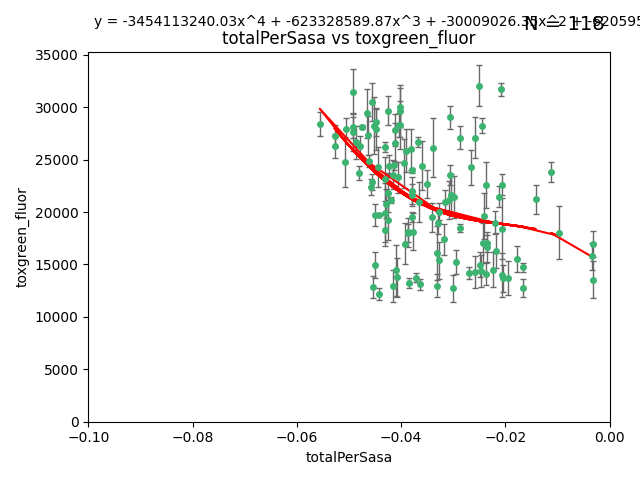 y = -3454113240.03x^4 + -623328589.87x^3 + -30009026.
N = 118
totalPerSasa vs toxgreen_fluor
toxgreen_fluor
35000
30000
25000
20000
15000
10000
5000
0
−0.10
−0.08
−0.06
−0.04
−0.02
0.00
totalPerSasa